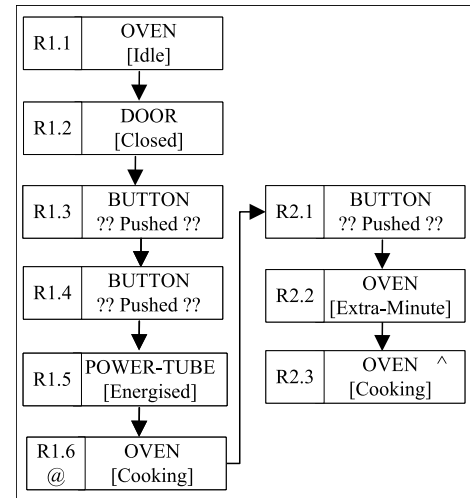 R1.1 OVEN
[Idle]
R1.2 DOOR
[Closed]
R1.3 BUTTON
?? Pushed ??
R1.4 BUTTON
?? Pushed ??
R1.5 POWER-TUBE
[Energised]
R1.6 OVEN
@ [Cooking]
R2.1 BUTTON
?? Pushed ??
R2.2 OVEN
[Extra-Minute]
R2.3 OVEN ^
[Cooking]